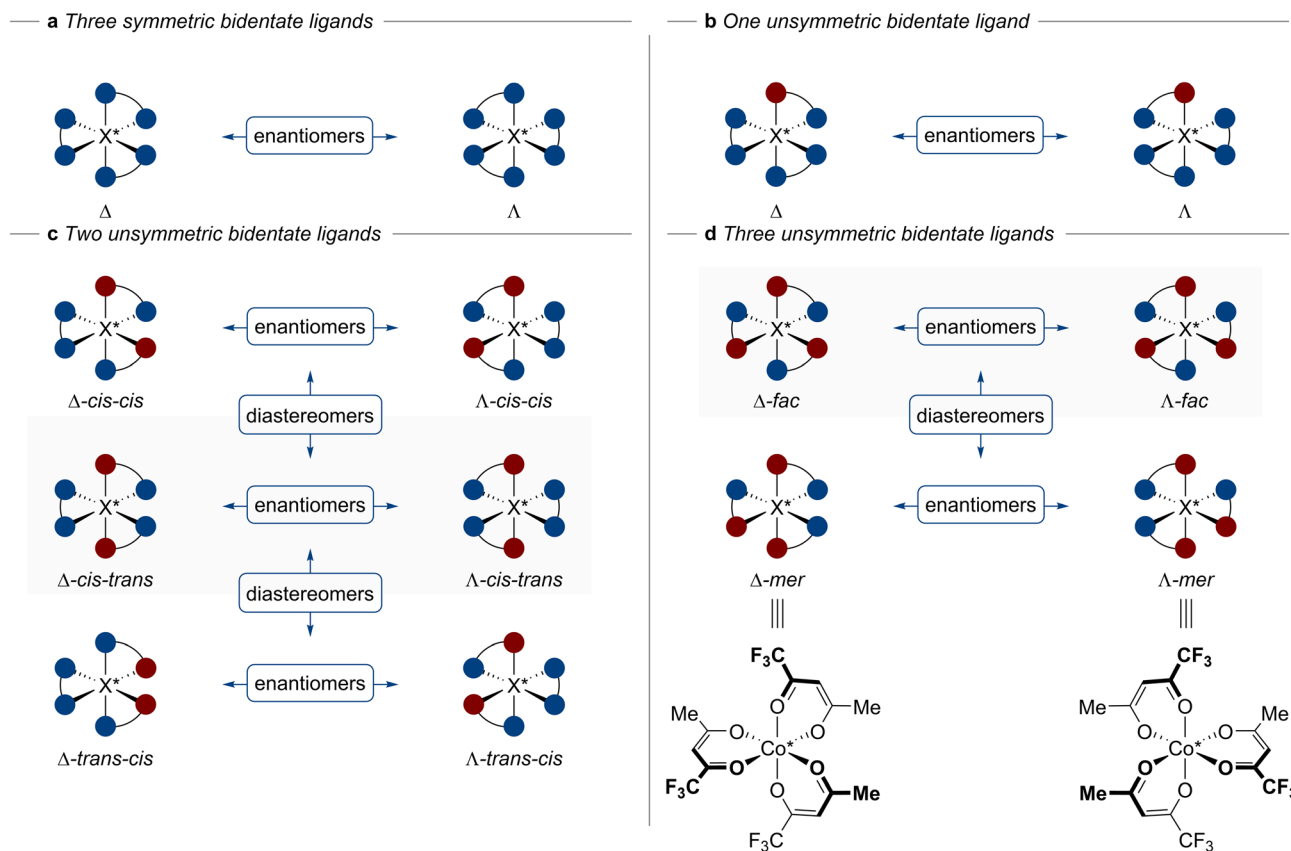 a Three symmetric bidentate ligands
b One unsymmetric bidentate ligand
X*
enantiomers
X*
X*
enantiomers
X*
Δ
Λ
Δ
Λ
c Two unsymmetric bidentate ligands
d Three unsymmetric bidentate ligands
X*
enantiomers
X*
Δ-cis-cis
Λ-cis-cis
diastereomers
X*
enantiomers
X*
Δ-cis-trans
Λ-cis-trans
diastereomers
X*
enantiomers
X*
Δ-trans-cis
Λ-trans-cis
X*
enantiomers
X*
Δ-fac
Λ-fac
diastereomers
X*
enantiomers
X*
Δ-mer
Λ-mer
F₃C
O
Me
Me
O
O
Co*
O
O
F₃C
O
Me
F₃C
CF₃
O
Me
O
O
Me
Co*
O
O
CF₃
Me
O
CF₃